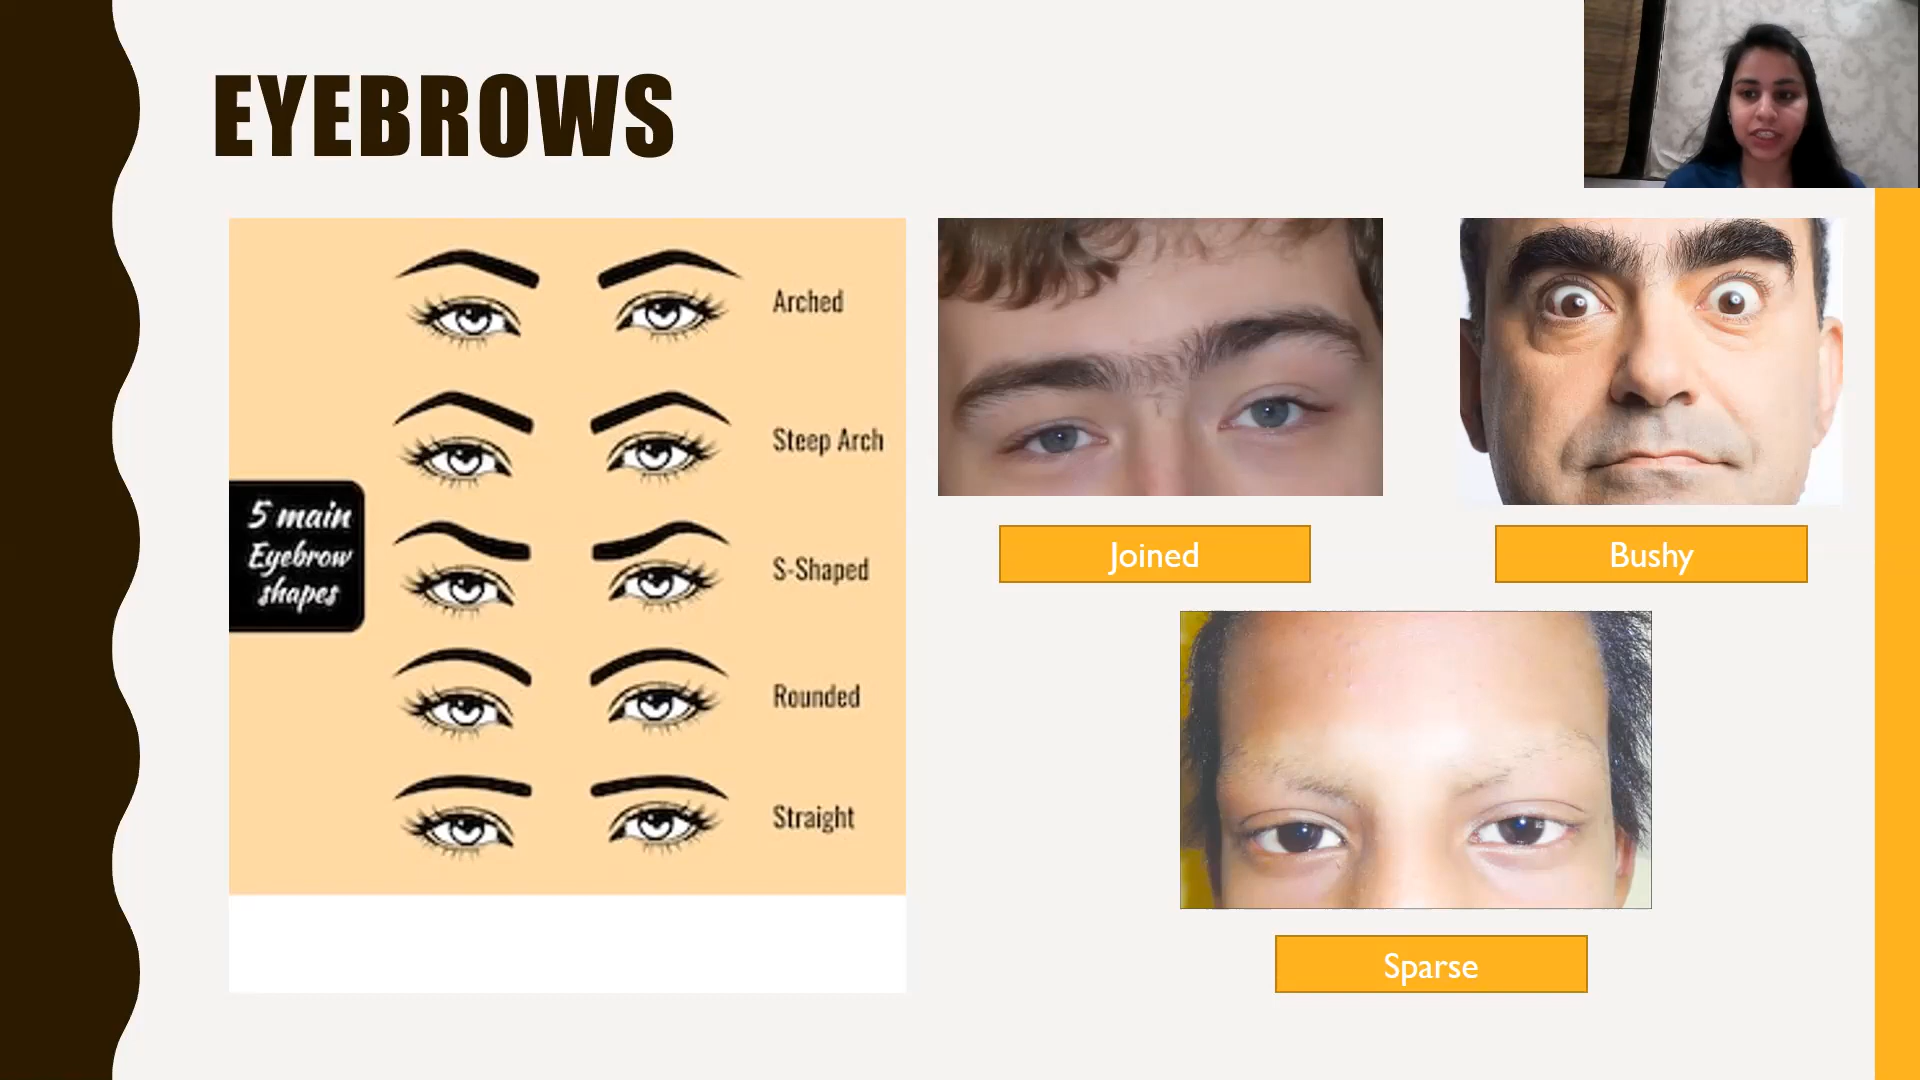 EYEBROWS
Arched
Steep Arch
5 main
Eyebrow
shapes
S-Shaped
Rounded
Straight
Joined
Bushy
Sparse